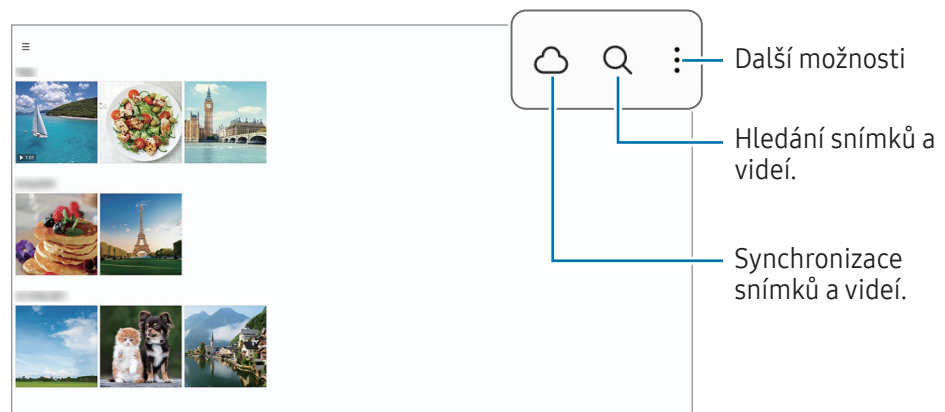 Další možnosti
Hledání snímků a
videí.
Synchronizace
snímků a videí.